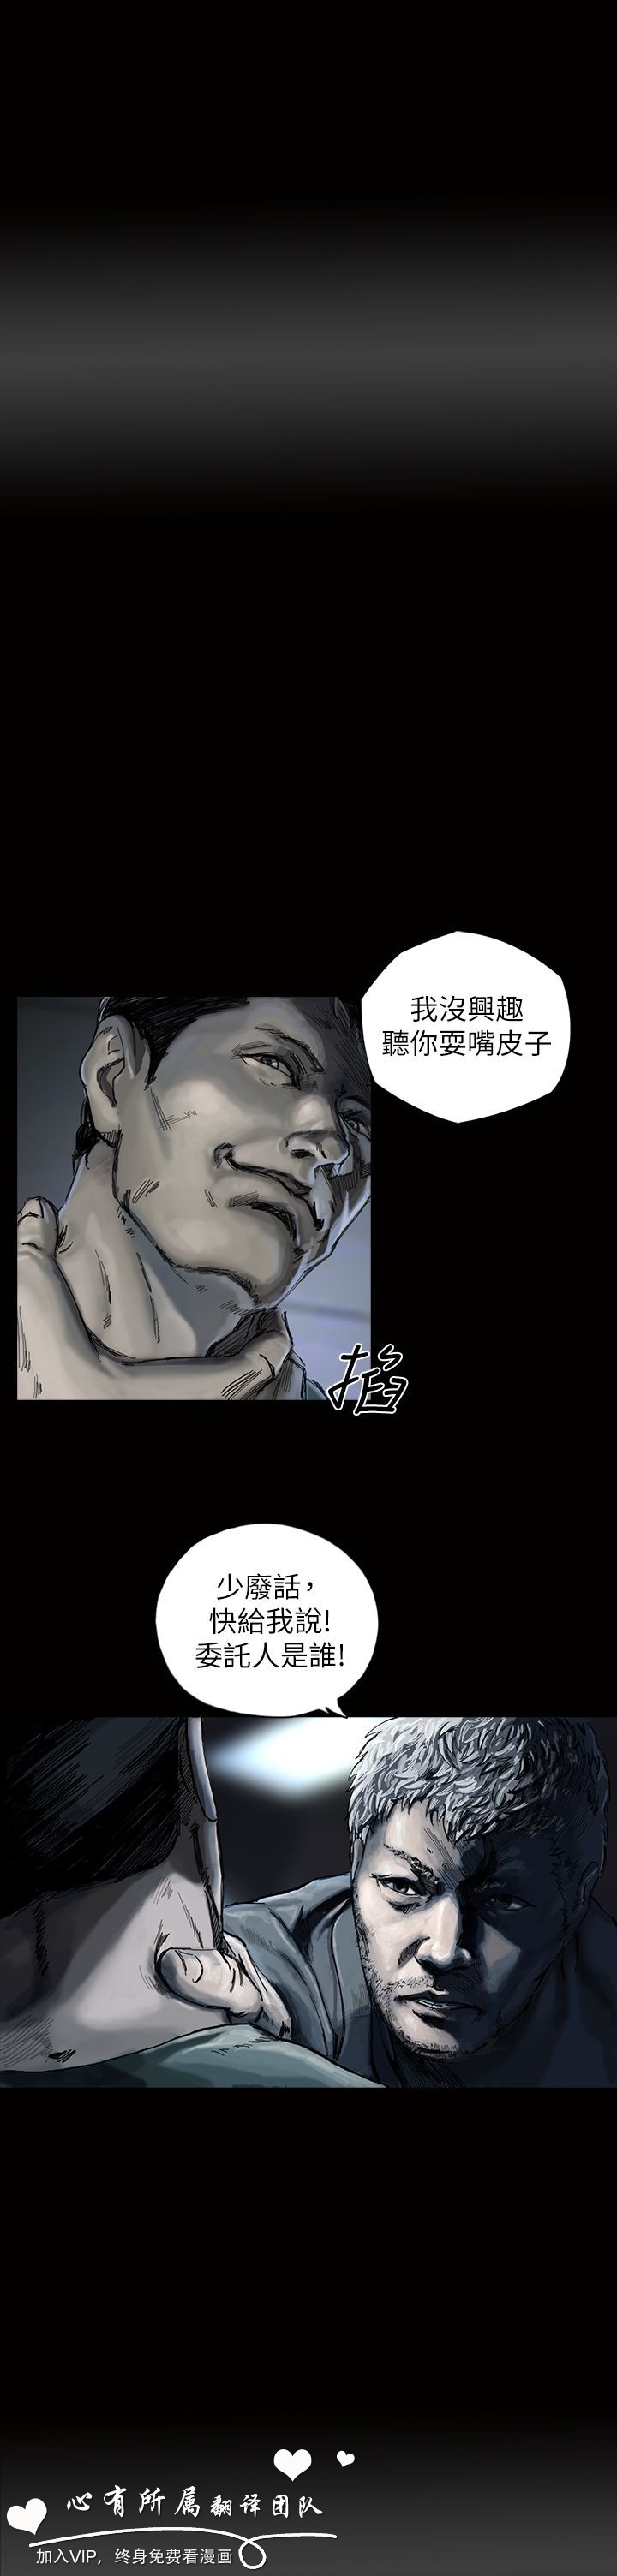 我沒興趣
聽你耍嘴皮子
掐
少廢話，
快給我說!
委託人是誰!
心有所属翻译团队
加入VIP，终身免费看漫画